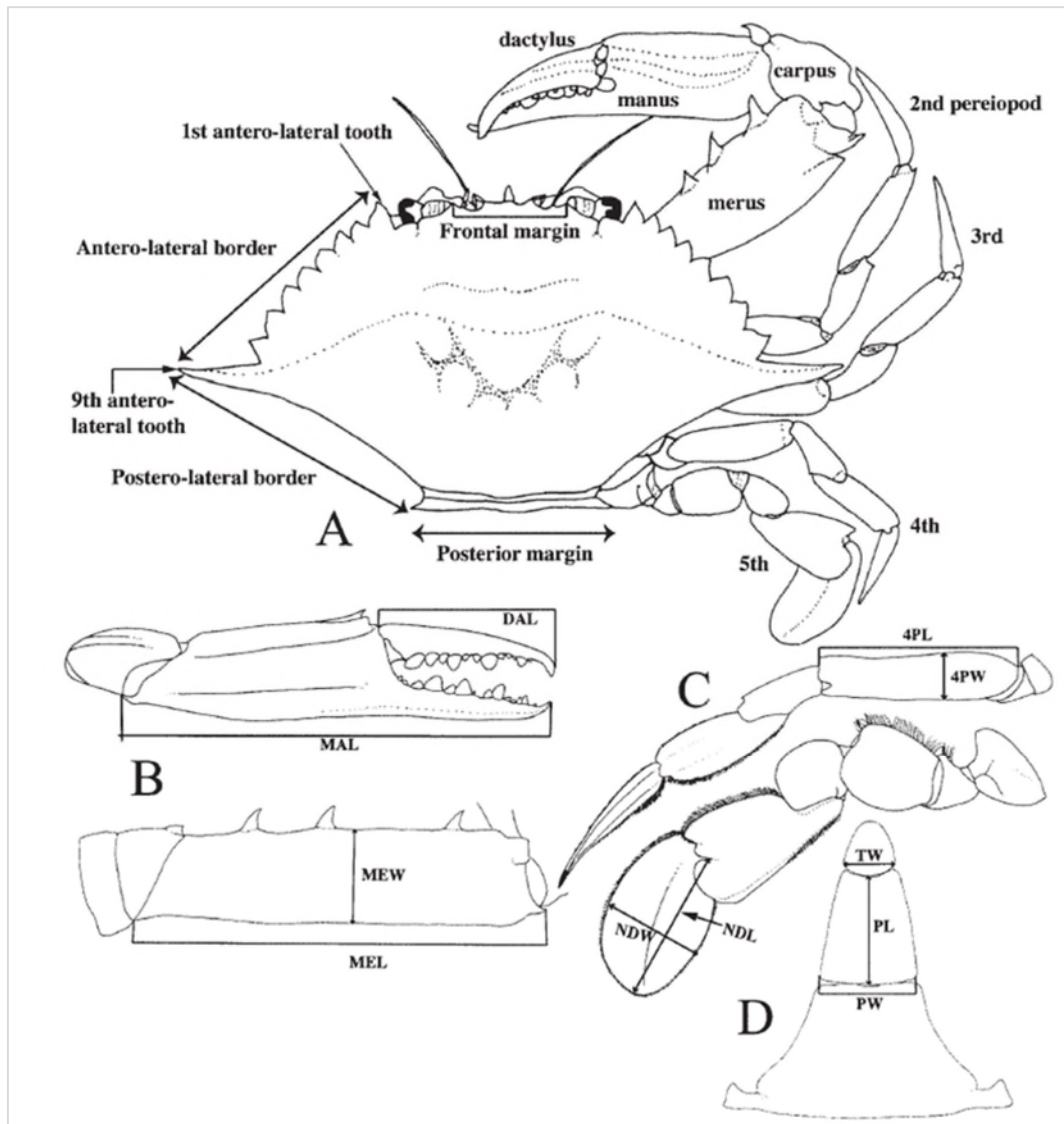 dactylus
carpus
manus
2nd pereiopod
1st antero-lateral tooth
merus
3rd
Frontal margin
Antero-lateral border
9th antero-
lateral tooth
Postero-lateral border
A
Posterior margin
4th
5th
DAL
MAL
B
MEW
MEL
4PL
4PW
C
NDW
NDL
TW
PL
PW
D